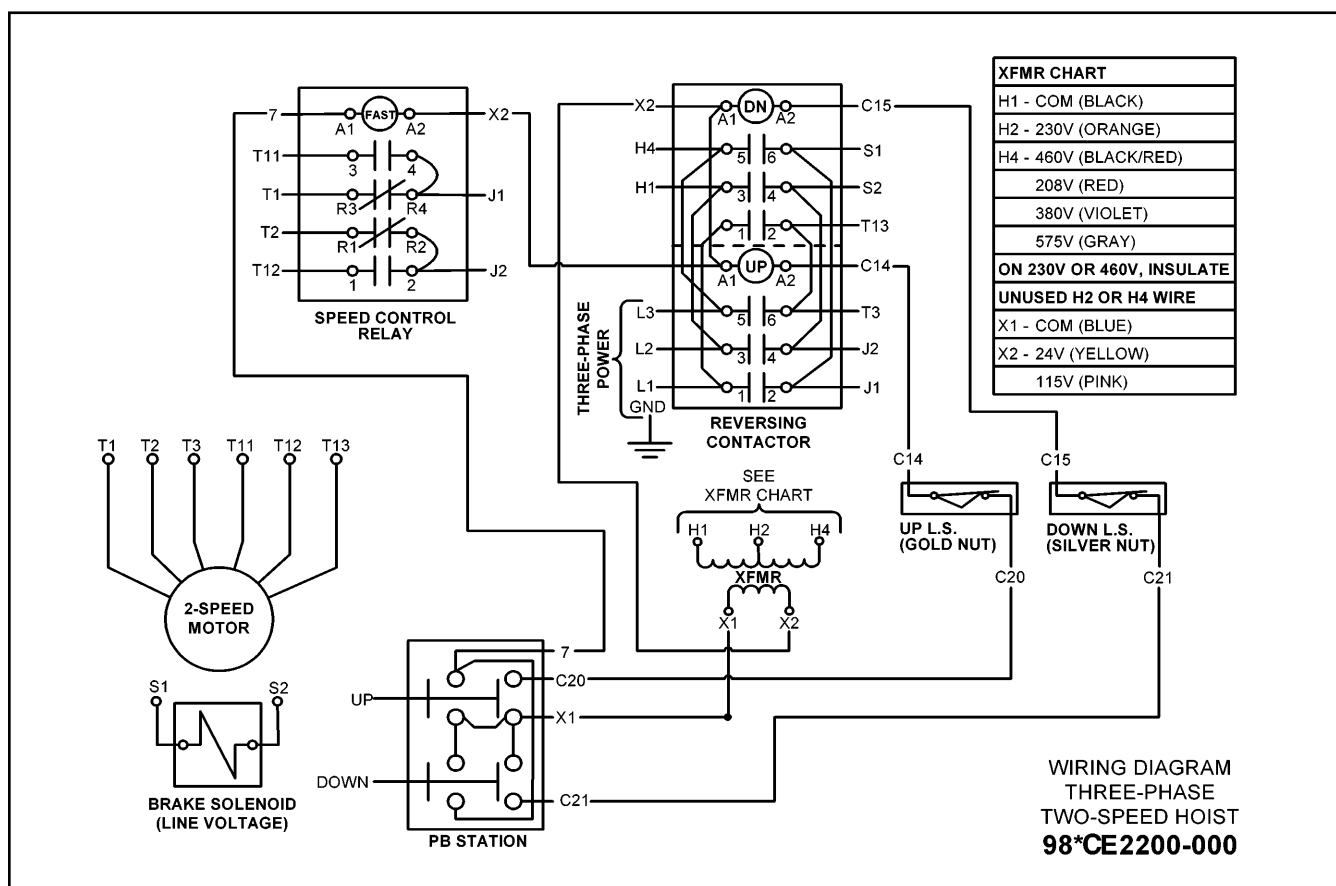 7
FAST
A1
A2
X2
T11
3
4
T1
R3
R4
J1
T2
R1
R2
T12
1
2
J2
SPEED CONTROL
RELAY
X2
DN
A1
A2
C15
H4
5
6
S1
H1
3
4
S2
1
2
T13
UP
A1
A2
C14
L3
5
6
T3
L2
3
4
J2
L1
1
2
J1
GND
THREE-PHASE
POWER
REVERSING
CONTACTOR
XFMR CHART
H1 - COM (BLACK)
H2 - 230V (ORANGE)
H4 - 460V (BLACK/RED)
208V (RED)
380V (VIOLET)
575V (GRAY)
ON 230V OR 460V, INSULATE
UNUSED H2 OR H4 WIRE
X1 - COM (BLUE)
X2 - 24V (YELLOW)
115V (PINK)
T1
T2
T3
T11
T12
T13
2-SPEED
MOTOR
S1
S2
BRAKE SOLENOID
(LINE VOLTAGE)
SEE
XFMR CHART
H1
H2
H4
XFMR
X1
X2
C14
UP L.S.
(GOLD NUT)
C20
C15
DOWN L.S.
(SILVER NUT)
C21
7
C20
UP
X1
DOWN
C21
PB STATION
WIRING DIAGRAM
THREE-PHASE
TWO-SPEED HOIST
98*CE2200-000